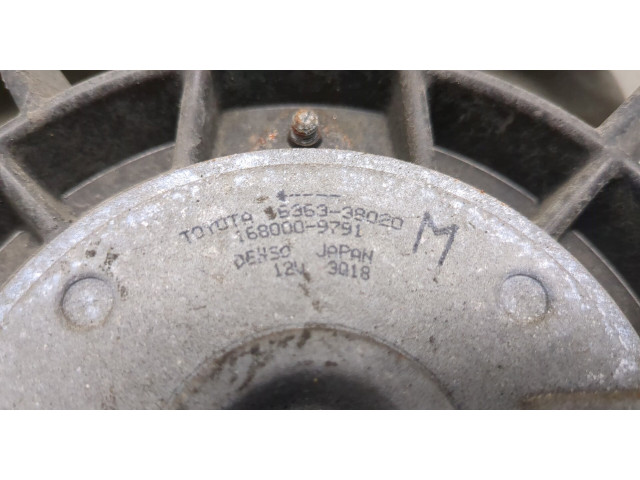 TOYOTA 16363-38020
168000-9791
DENSO JAPAN
12V 3Q18
M